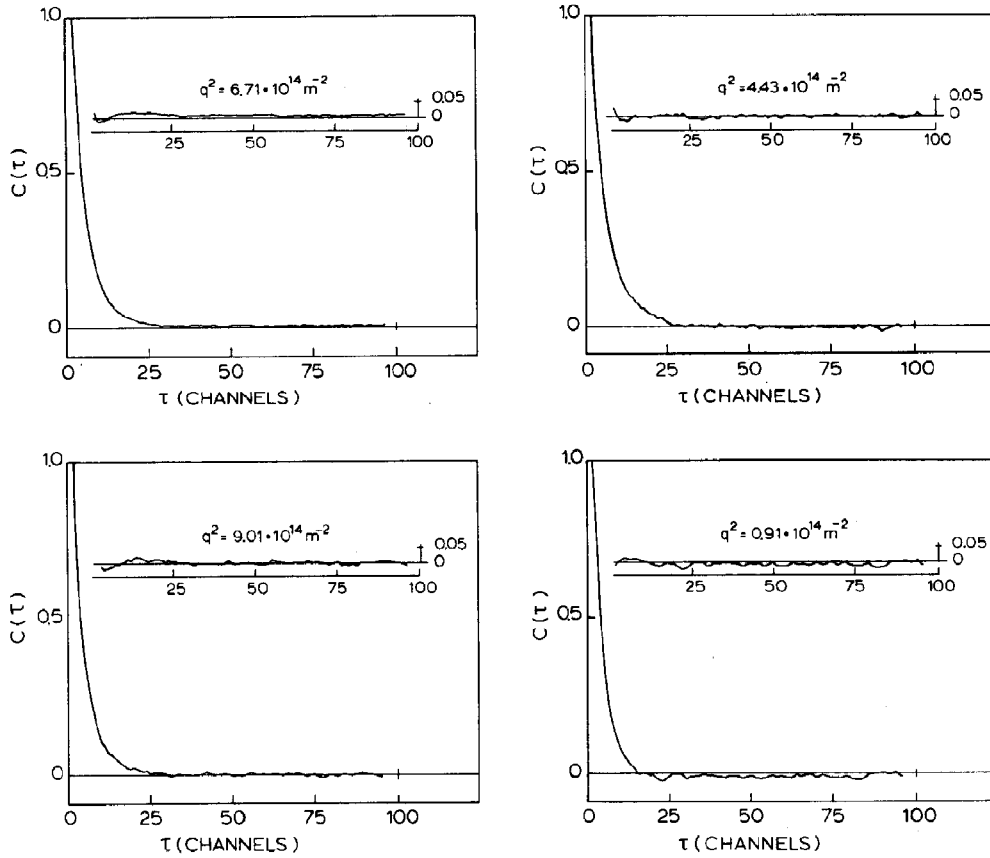 1.0
q² = 6.71•10¹⁴ m⁻²
0.05
0
25 50 75 100
0.5
C(τ)
0
0 25 50 75 100
τ (CHANNELS)
1.0
q² = 4.43•10¹⁴ m⁻²
0.05
0
25 50 75 100
0.5
C(τ)
0
0 25 50 75 100
τ (CHANNELS)
1.0
q² = 9.01•10¹⁴ m⁻²
0.05
0
25 50 75 100
0.5
C(τ)
0
0 25 50 75 100
τ (CHANNELS)
1.0
q² = 0.91•10¹⁴ m⁻²
0.05
0
25 50 75 100
0.5
C(τ)
0
0 25 50 75 100
τ (CHANNELS)